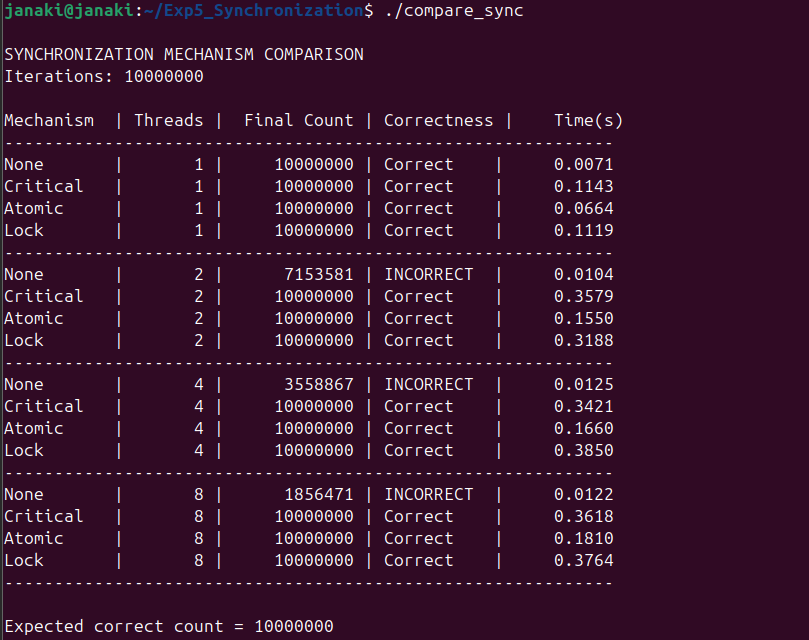 janaki@janaki:~/Exp5_Synchronization$ ./compare_sync
SYNCHRONIZATION MECHANISM COMPARISON
Iterations: 10000000
Mechanism  | Threads |  Final Count | Correctness |    Time(s)
-------------------------------------------------------------
None       |       1 |     10000000 | Correct    |     0.0071
Critical   |       1 |     10000000 | Correct    |     0.1143
Atomic     |       1 |     10000000 | Correct    |     0.0664
Lock       |       1 |     10000000 | Correct    |     0.1119
-------------------------------------------------------------
None       |       2 |      7153581 | INCORRECT  |     0.0104
Critical   |       2 |     10000000 | Correct    |     0.3579
Atomic     |       2 |     10000000 | Correct    |     0.1550
Lock       |       2 |     10000000 | Correct    |     0.3188
-------------------------------------------------------------
None       |       4 |      3558867 | INCORRECT  |     0.0125
Critical   |       4 |     10000000 | Correct    |     0.3421
Atomic     |       4 |     10000000 | Correct    |     0.1660
Lock       |       4 |     10000000 | Correct    |     0.3850
-------------------------------------------------------------
None       |       8 |      1856471 | INCORRECT  |     0.0122
Critical   |       8 |     10000000 | Correct    |     0.3618
Atomic     |       8 |     10000000 | Correct    |     0.1810
Lock       |       8 |     10000000 | Correct    |     0.3764
-------------------------------------------------------------
Expected correct count = 10000000